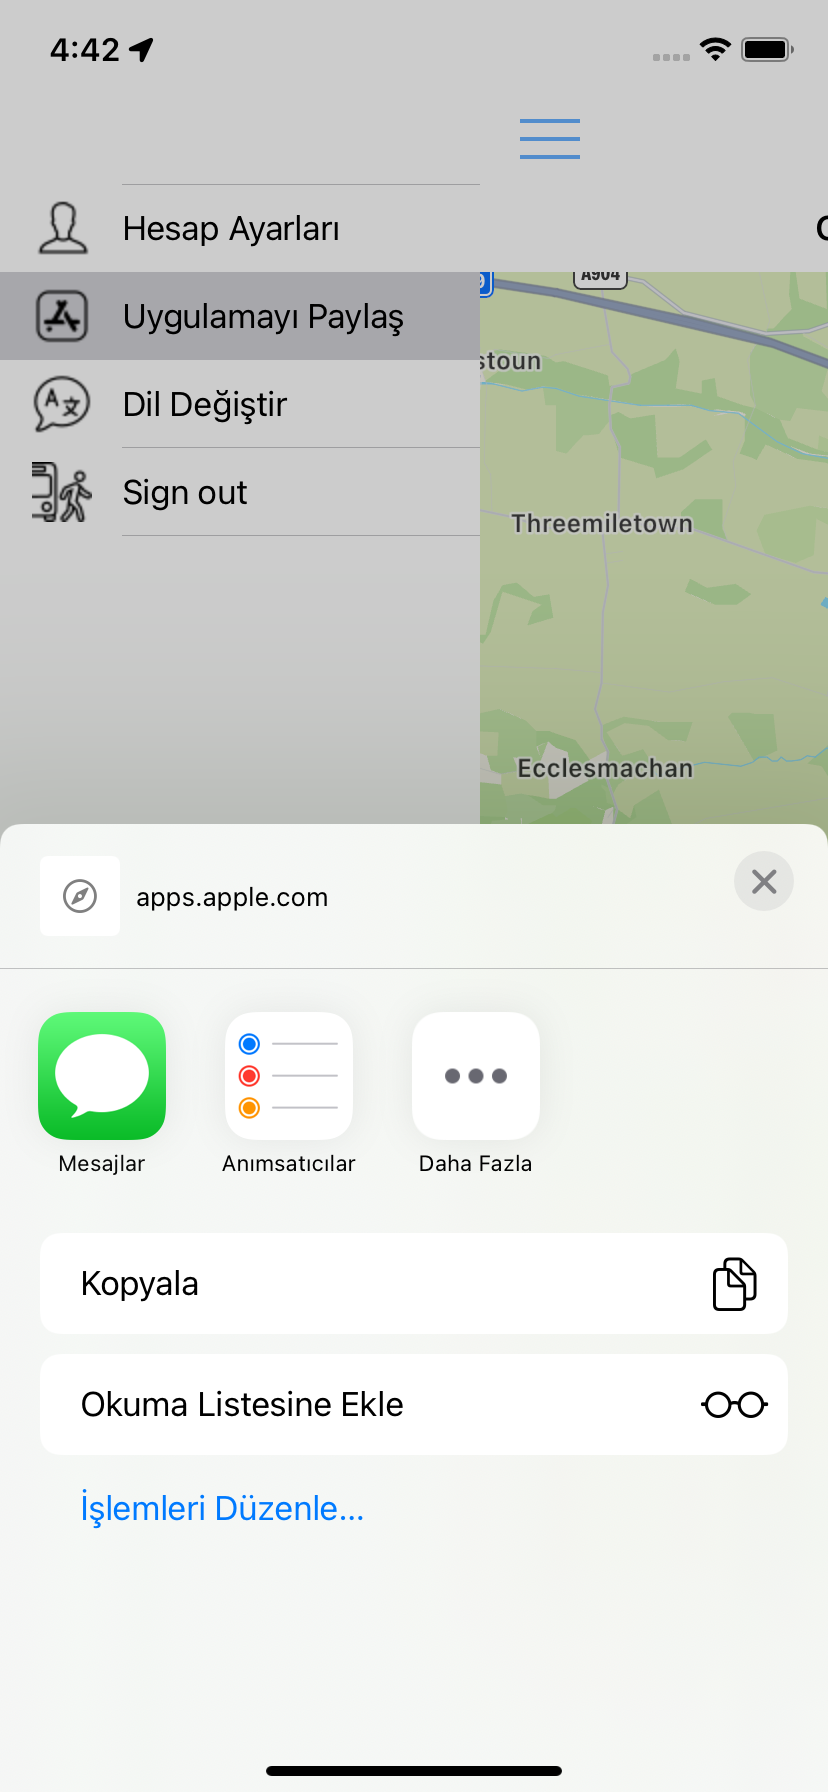 4:42
Hesap Ayarları
Uygulamayı Paylaş
Dil Değiştir
Sign out
A904
stoun
Threemiletown
Ecclesmachan
apps.apple.com
Mesajlar
Anımsatıcılar
Daha Fazla
Kopyala
Okuma Listesine Ekle
İşlemleri Düzenle...